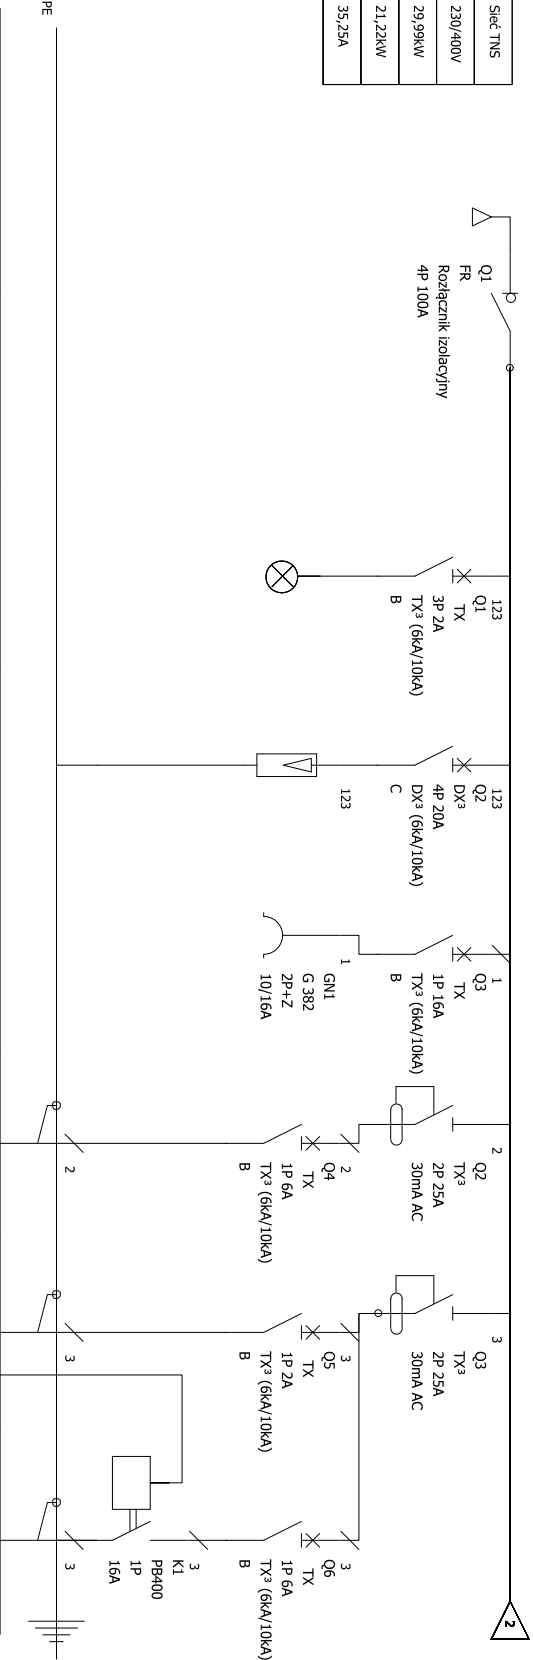 Sieć TNS
230/400V
29,99kW
21,22kW
35,25A
PE
Q1
FR
Rozłącznik izolacyjny
4P 100A
123
Q1
TX
3P 2A
TX³ (6kA/10kA)
B
123
Q2
DX³
4P 20A
DX³ (6kA/10kA)
C
123
1
Q3
TX
1P 16A
TX³ (6kA/10kA)
B
1
GN1
G 382
2P+Z
10/16A
2
Q2
TX³
2P 25A
30mA AC
2
Q4
TX
1P 6A
TX³ (6kA/10kA)
B
2
3
Q3
TX³
2P 25A
30mA AC
3
Q5
TX
1P 2A
TX³ (6kA/10kA)
B
3
3
Q6
TX
1P 6A
TX³ (6kA/10kA)
B
3
K1
PB400
1P
16A
3
2